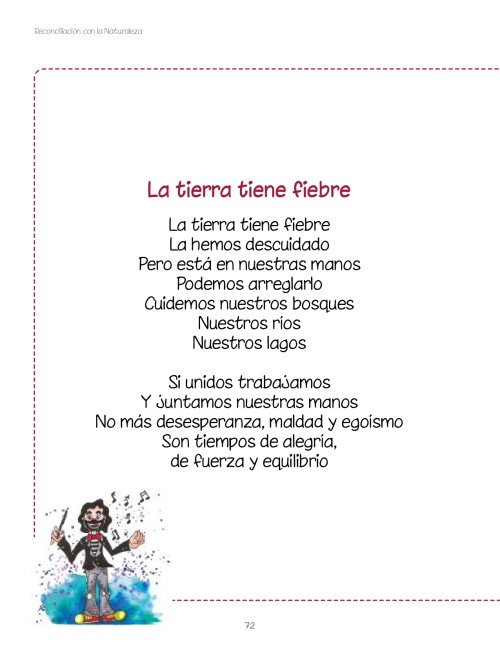 Reconciliación con la Naturaleza
La tierra tiene fiebre
La tierra tiene fiebre
La hemos descuidado
Pero está en nuestras manos
Podemos arreglarlo
Cuidemos nuestros bosques
Nuestros ríos
Nuestros lagos
Si unidos trabajamos
Y juntamos nuestras manos
No más desesperanza, maldad y egoísmo
Son tiempos de alegría,
de fuerza y equilibrio
72